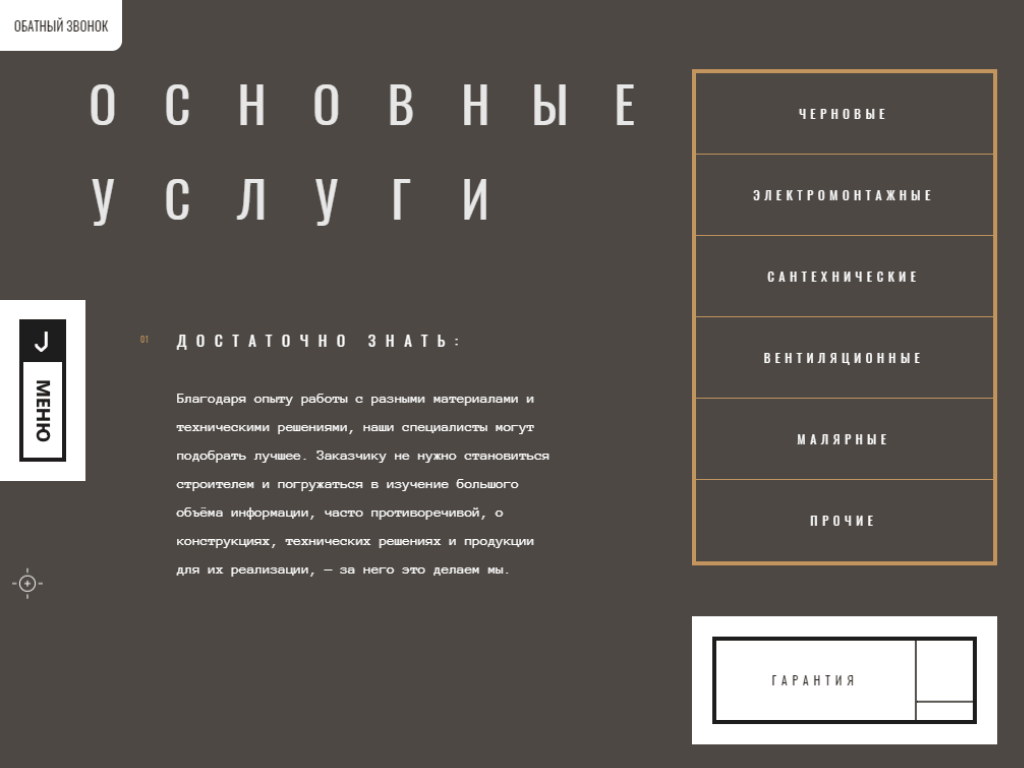 ОБАТНЫЙ ЗВОНОК
ОСНОВНЫЕ
УСЛУГИ
ЧЕРНОВЫЕ
ЭЛЕКТРОМОНТАЖНЫЕ
САНТЕХНИЧЕСКИЕ
ВЕНТИЛЯЦИОННЫЕ
МАЛЯРНЫЕ
ПРОЧИЕ
МЕНЮ
01
ДОСТАТОЧНО ЗНАТЬ:
Благодаря опыту работы с разными материалами и
техническими решениями, наши специалисты могут
подобрать лучшее. Заказчику не нужно становиться
строителем и погружаться в изучение большого
объёма информации, часто противоречивой, о
конструкциях, технических решениях и продукции
для их реализации, — за него это делаем мы.
ГАРАНТИЯ